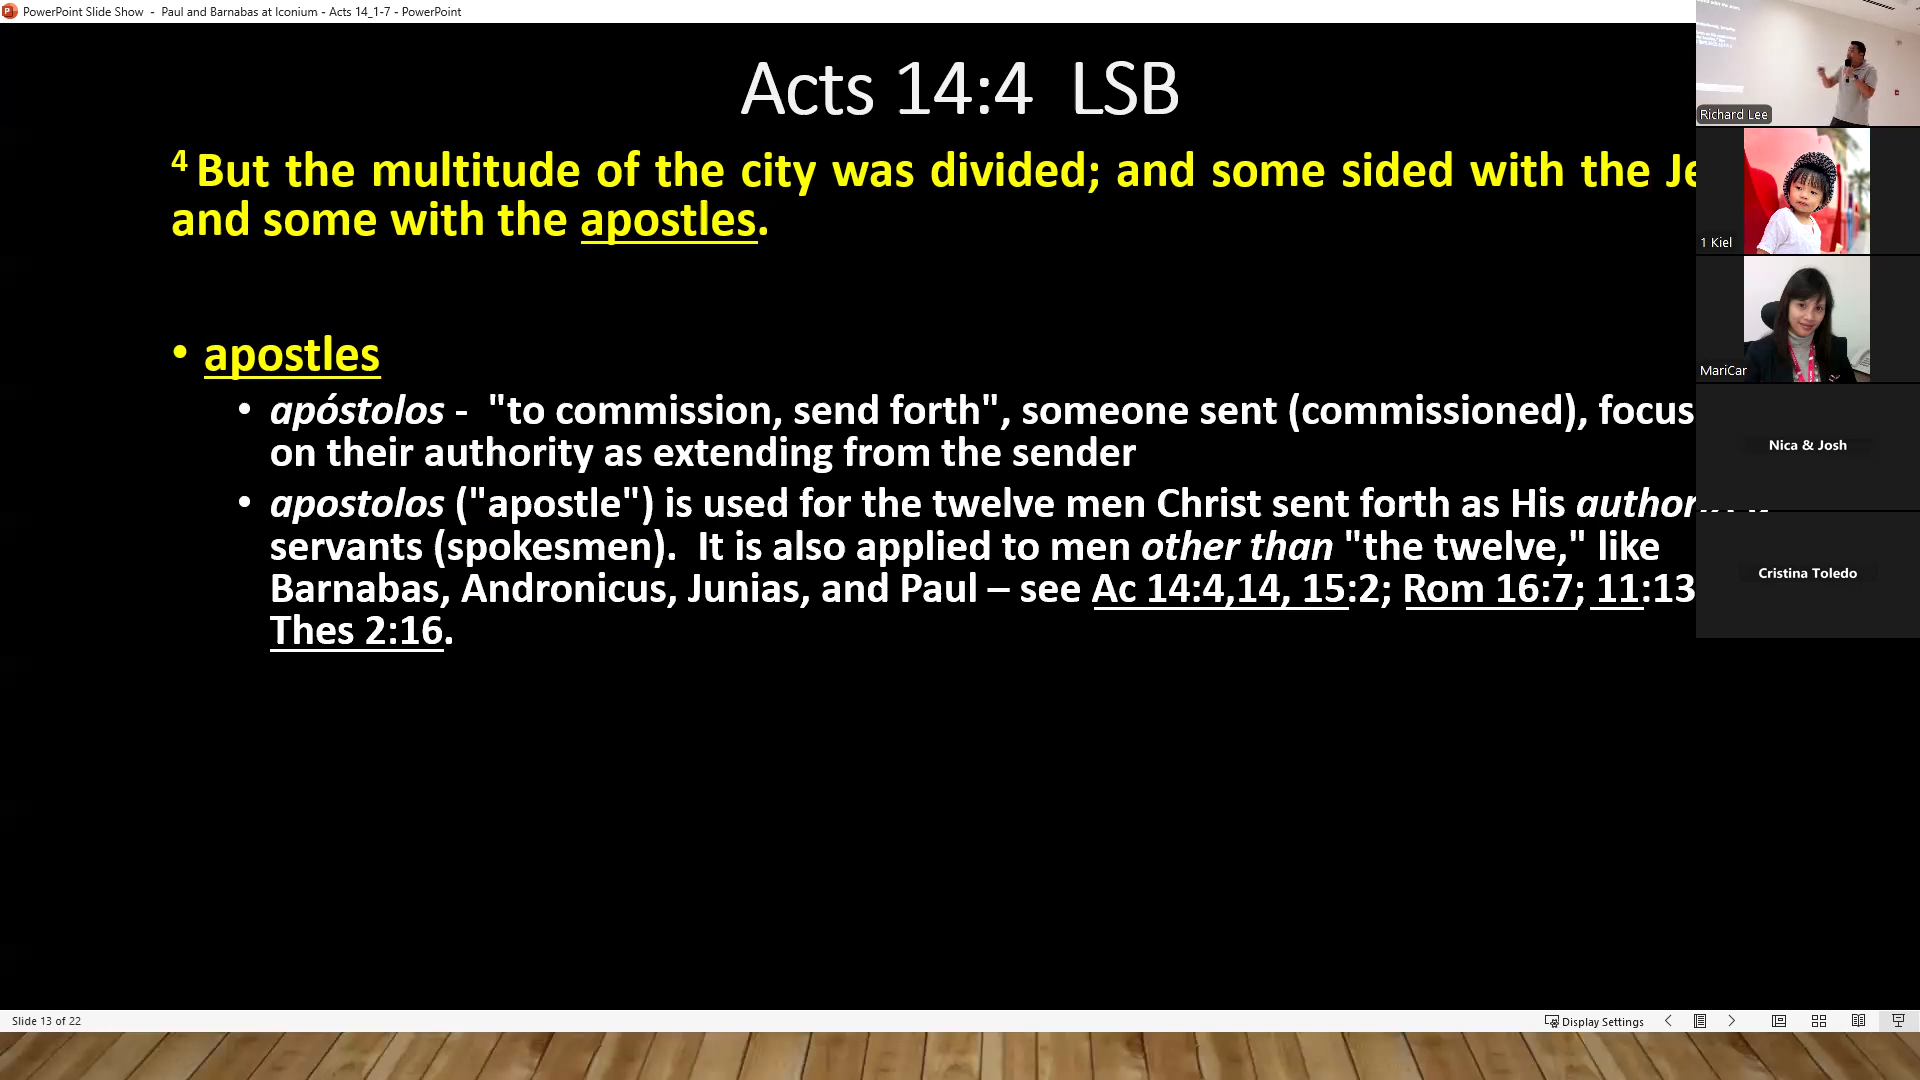 PowerPoint Slide Show - Paul and Barnabas at Iconium - Acts 14_1-7 - PowerPoint
Acts 14:4 LSB
4 But the multitude of the city was divided; and some sided with the
and some with the apostles.
• apostles
• apóstolos - "to commission, send forth", someone sent (commissioned), focus
on their authority as extending from the sender
• apostolos ("apostle") is used for the twelve men Christ sent forth as His
servants (spokesmen). It is also applied to men other than "the twelve," like
Barnabas, Andronicus, Junias, and Paul – see Ac 14:4,14, 15:2; Rom 16:7; 11:13
Thes 2:16.
Richard Lee
1 Kiel
MariCar
Nica & Josh
Cristina Toledo
Slide 13 of 22
Display Settings